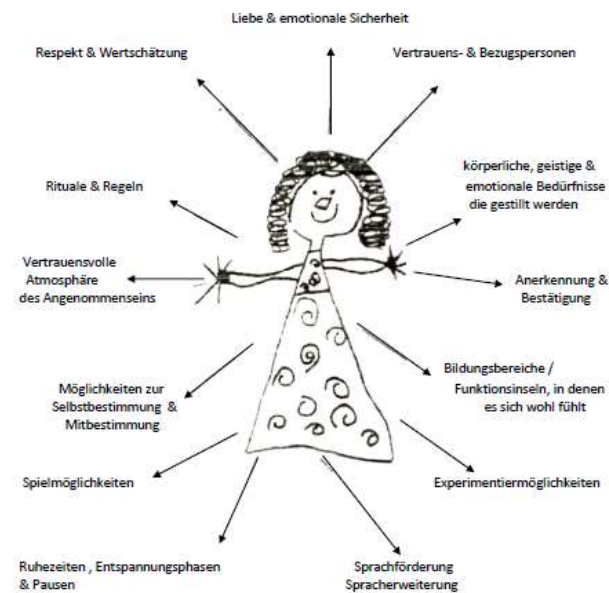 Liebe & emotionale Sicherheit
Respekt & Wertschätzung
Vertrauens- & Bezugspersonen
körperliche, geistige &
emotionale Bedürfnisse
die gestillt werden
Rituale & Regeln
Vertrauensvolle
Atmosphäre
des Angenommenseins
Anerkennung &
Bestätigung
Bildungsbereiche /
Funktionsinseln, in denen
es sich wohl fühlt
Möglichkeiten zur
Selbstbestimmung &
Mitbestimmung
Spielmöglichkeiten
Experimentiermöglichkeiten
Ruhezeiten , Entspannungphasen
& Pausen
Sprachförderung
Spracherweiterung